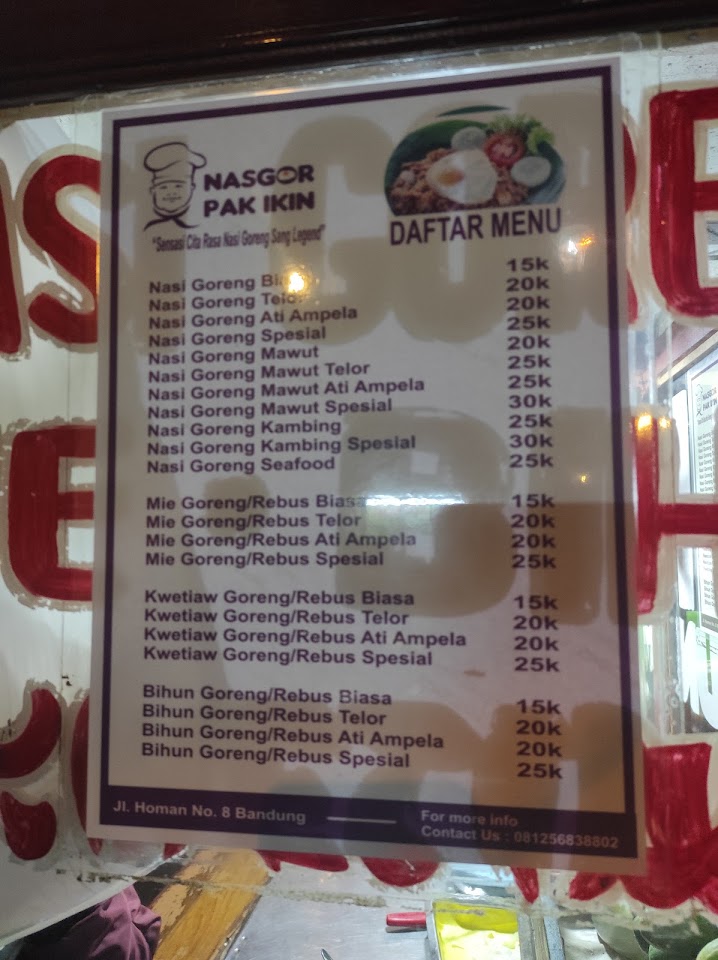 NASGOR
PAK IKIN
"Sensasi Cita Rasa Nasi Goreng Sang Legend"
DAFTAR MENU
Nasi Goreng Biasa 15k
Nasi Goreng Telor 20k
Nasi Goreng Ati Ampela 20k
Nasi Goreng Spesial 25k
Nasi Goreng Mawut 20k
Nasi Goreng Mawut Telor 25k
Nasi Goreng Mawut Ati Ampela 25k
Nasi Goreng Mawut Spesial 30k
Nasi Goreng Kambing 25k
Nasi Goreng Kambing Spesial 30k
Nasi Goreng Seafood 25k
Mie Goreng/Rebus Biasa 15k
Mie Goreng/Rebus Telor 20k
Mie Goreng/Rebus Ati Ampela 20k
Mie Goreng/Rebus Spesial 25k
Kwetiaw Goreng/Rebus Biasa 15k
Kwetiaw Goreng/Rebus Telor 20k
Kwetiaw Goreng/Rebus Ati Ampela 20k
Kwetiaw Goreng/Rebus Spesial 25k
Bihun Goreng/Rebus Biasa 15k
Bihun Goreng/Rebus Telor 20k
Bihun Goreng/Rebus Ati Ampela 20k
Bihun Goreng/Rebus Spesial 25k
Jl. Homan No. 8 Bandung
For more info
Contact Us : 081256838802